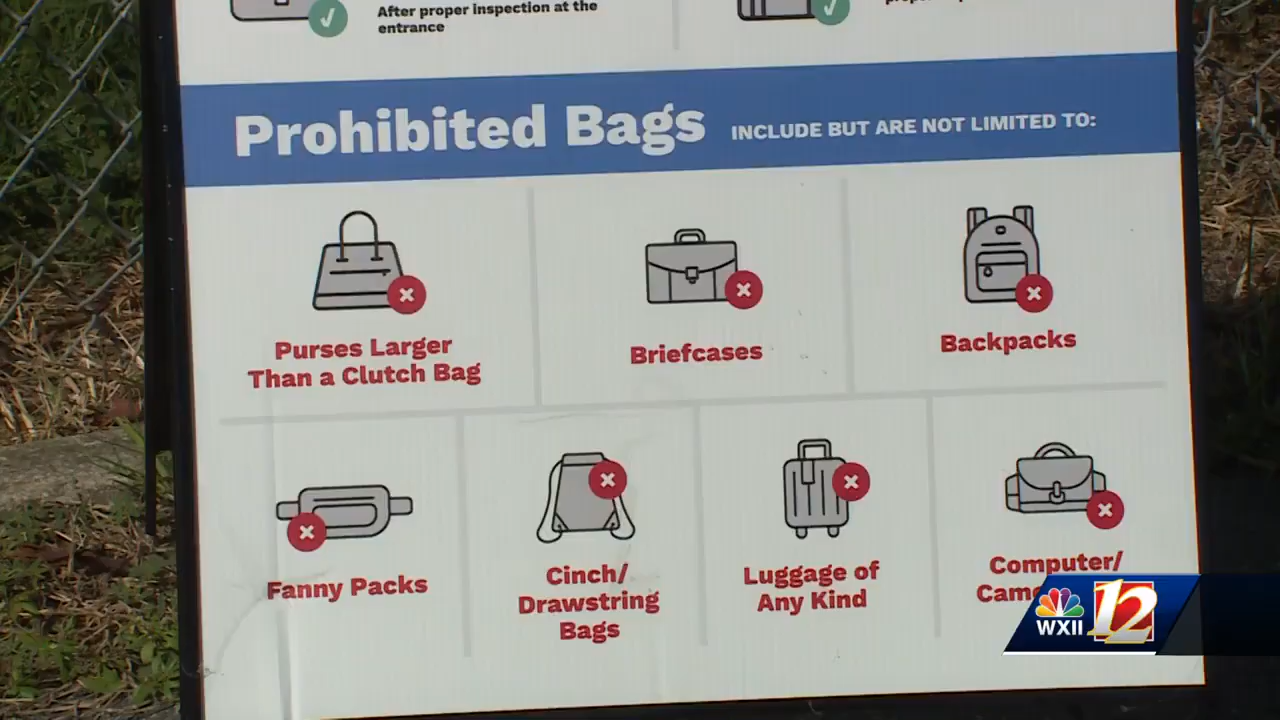 After proper inspection at the
entrance
Prohibited Bags INCLUDE BUT ARE NOT LIMITED TO:
Purses Larger
Than a Clutch Bag
Briefcases
Backpacks
Fanny Packs
Cinch/
Drawstring
Bags
Luggage of
Any Kind
Computer/
WXII 12